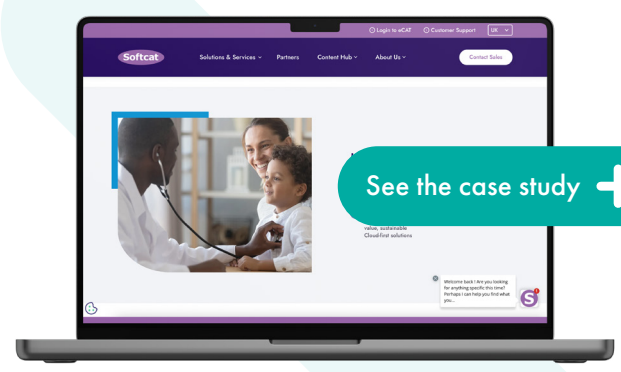 Login to eCAT
Customer Support
UK
Softcat
Solutions & Services
Partners
Content Hub
About Us
Contact Sales
See the case study
value, sustainable
Cloud-first solutions
Welcome back ! Are you looking
for anything specific this time?
Perhaps I can help you find what
you...
S